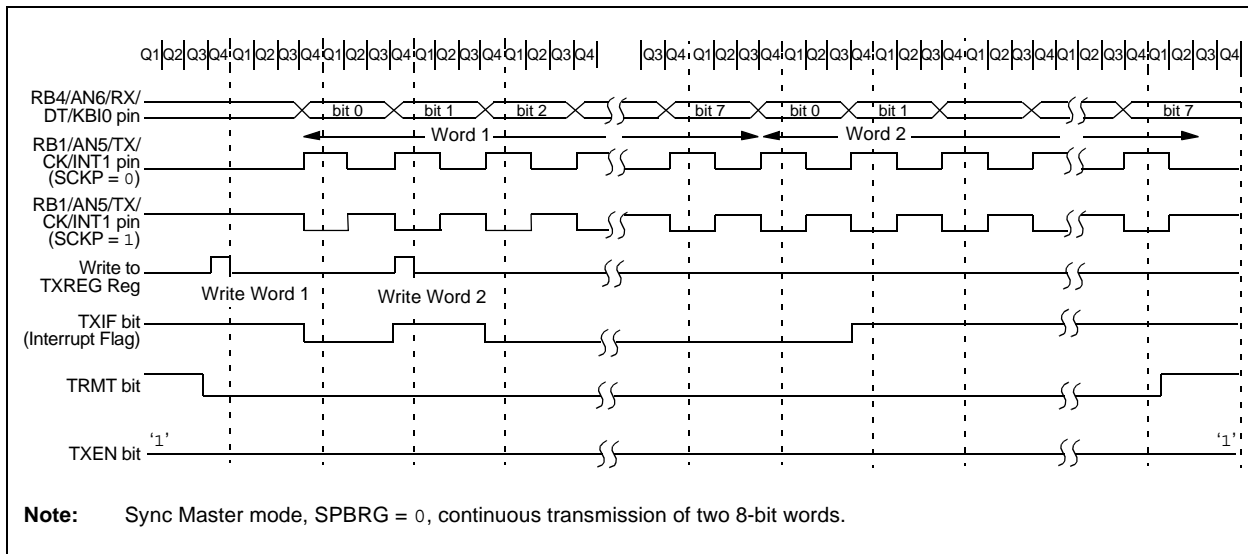 Q1 Q2 Q3 Q4 Q1 Q2 Q3 Q4 Q1 Q2 Q3 Q4 Q1 Q2 Q3 Q4 Q3 Q4 Q1 Q2 Q3 Q4 Q1 Q2 Q3 Q4 Q1 Q2 Q3 Q4 Q1 Q2 Q3 Q4 Q1 Q2 Q3 Q4 Q1 Q2 Q3 Q4
RB4/AN6/RX/
DT/KBI0 pin
bit 0 bit 1 bit 2 bit 7 bit 0 bit 1 bit 7
Word 1 Word 2
RB1/AN5/TX/
CK/INT1 pin
(SCKP = 0)
RB1/AN5/TX/
CK/INT1 pin
(SCKP = 1)
Write to
TXREG Reg
Write Word 1 Write Word 2
TXIF bit
(Interrupt Flag)
TRMT bit
TXEN bit
‘1’ ‘1’
Note: Sync Master mode, SPBRG = 0, continuous transmission of two 8-bit words.